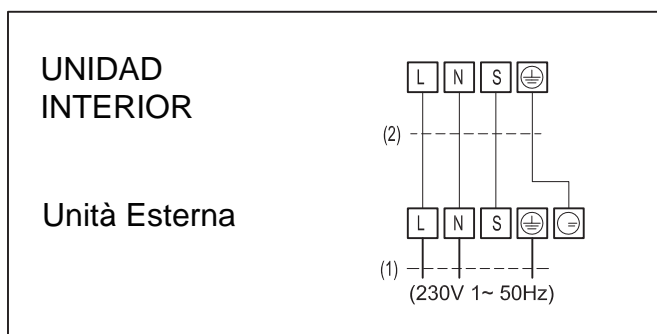 UNIDAD
INTERIOR
L N S
(2)
Unità Esterna
L N S
(1)
(230V 1~ 50Hz)